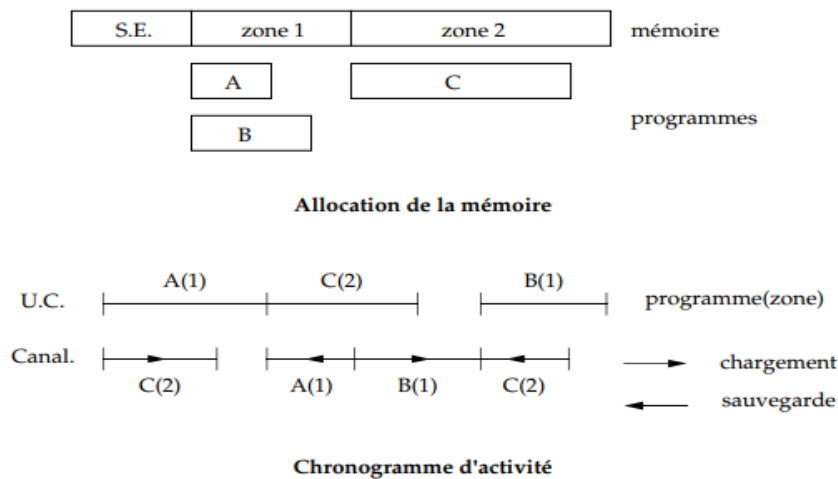 S.E. zone 1 zone 2 mémoire
A C
programmes
B
Allocation de la mémoire
A(1) C(2) B(1)
U.C. programme(zone)
Canal. chargement
C(2) A(1) B(1) C(2)
sauvegarde
Chronogramme d'activité